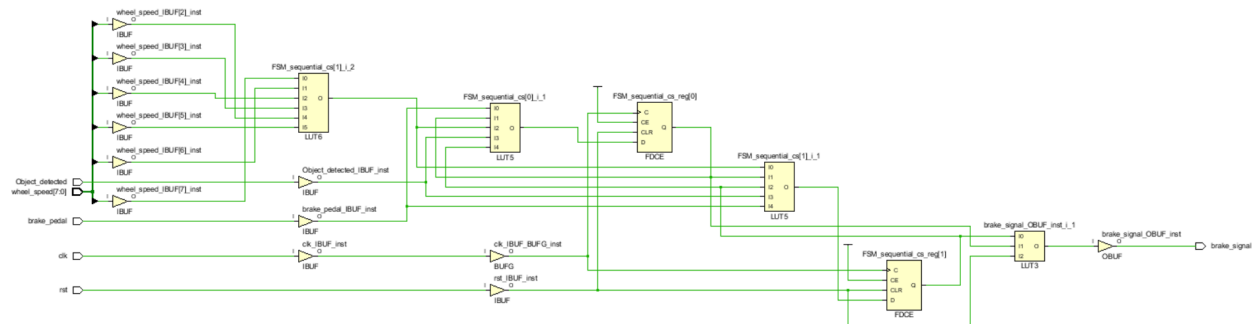 wheel_speed_IBUF[2]_inst
I O
IBUF
wheel_speed_IBUF[3]_inst
I O
IBUF
wheel_speed_IBUF[4]_inst
I O
IBUF
wheel_speed_IBUF[5]_inst
I O
IBUF
wheel_speed_IBUF[6]_inst
I O
IBUF
wheel_speed_IBUF[7]_inst
I O
IBUF
Object_detected
wheel_speed[7:0]
brake_pedal
clk
rst
FSM_sequential_cs[1]_i_2
I0
I1
I2 O
I3
I4
I5
LUT6
Object_detected_IBUF_inst
I O
IBUF
brake_pedal_IBUF_inst
I O
IBUF
clk_IBUF_inst
I O
IBUF
FSM_sequential_cs[0]_i_1
I0
I1
I2 O
I3
I4
LUT5
clk_IBUF_BUFG_inst
I O
BUFG
rst_IBUF_inst
I O
IBUF
FSM_sequential_cs_reg[0]
C
CE
CLR Q
D
FDCE
FSM_sequential_cs[1]_i_1
I0
I1
I2 O
I3
I4
LUT5
FSM_sequential_cs_reg[1]
C
CE
CLR Q
D
FDCE
brake_signal_OBUF_inst_i_1
I0
I1 O
I2
LUT3
brake_signal_OBUF_inst
I O
OBUF
brake_signal